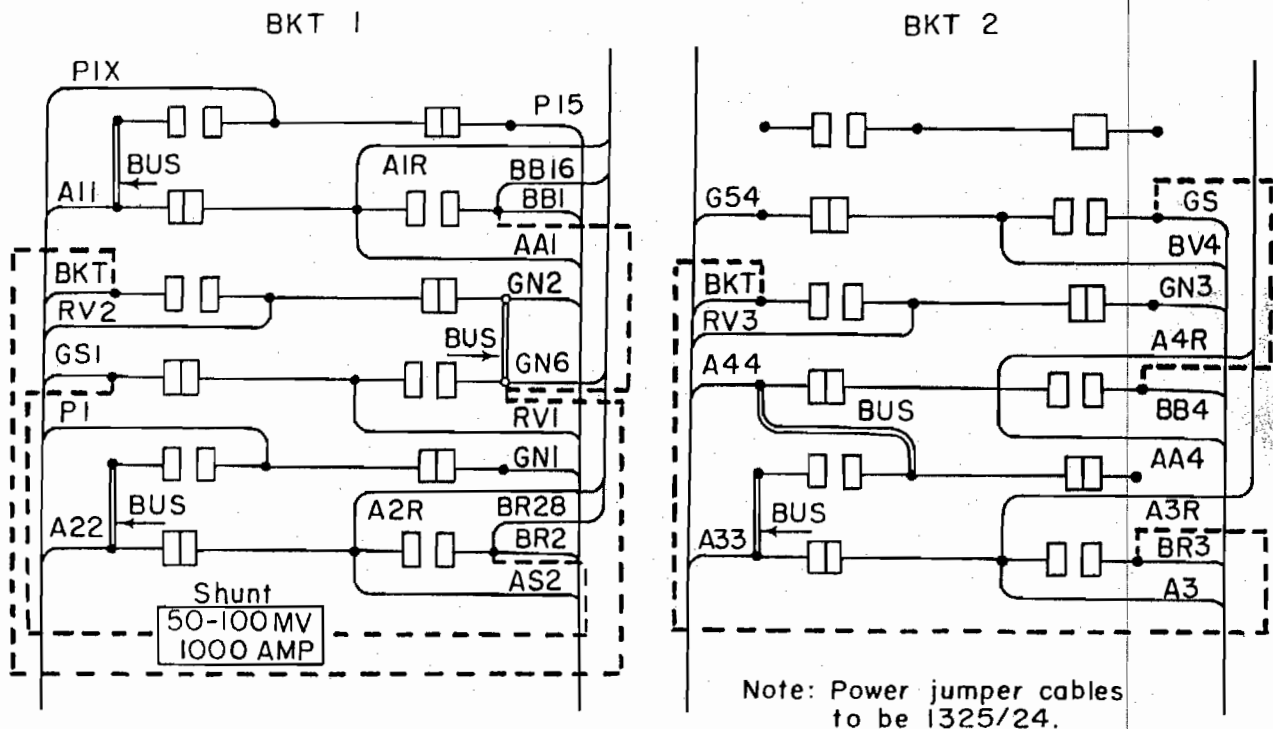 BKT 1
P1X
P15
BUS
A1R
BB16
A11
BB1
AA1
BKT
GN2
RV2
BUS
GS1
GN6
P1
RV1
GN1
BUS
A2R
BR28
A22
BR2
AS2
Shunt
50-100 MV
1000 AMP
BKT 2
G54
GS
BV4
BKT
GN3
RV3
A4R
A44
BUS
BB4
AA4
BUS
A3R
A33
BR3
A3
Note: Power jumper cables
to be 1325/24.